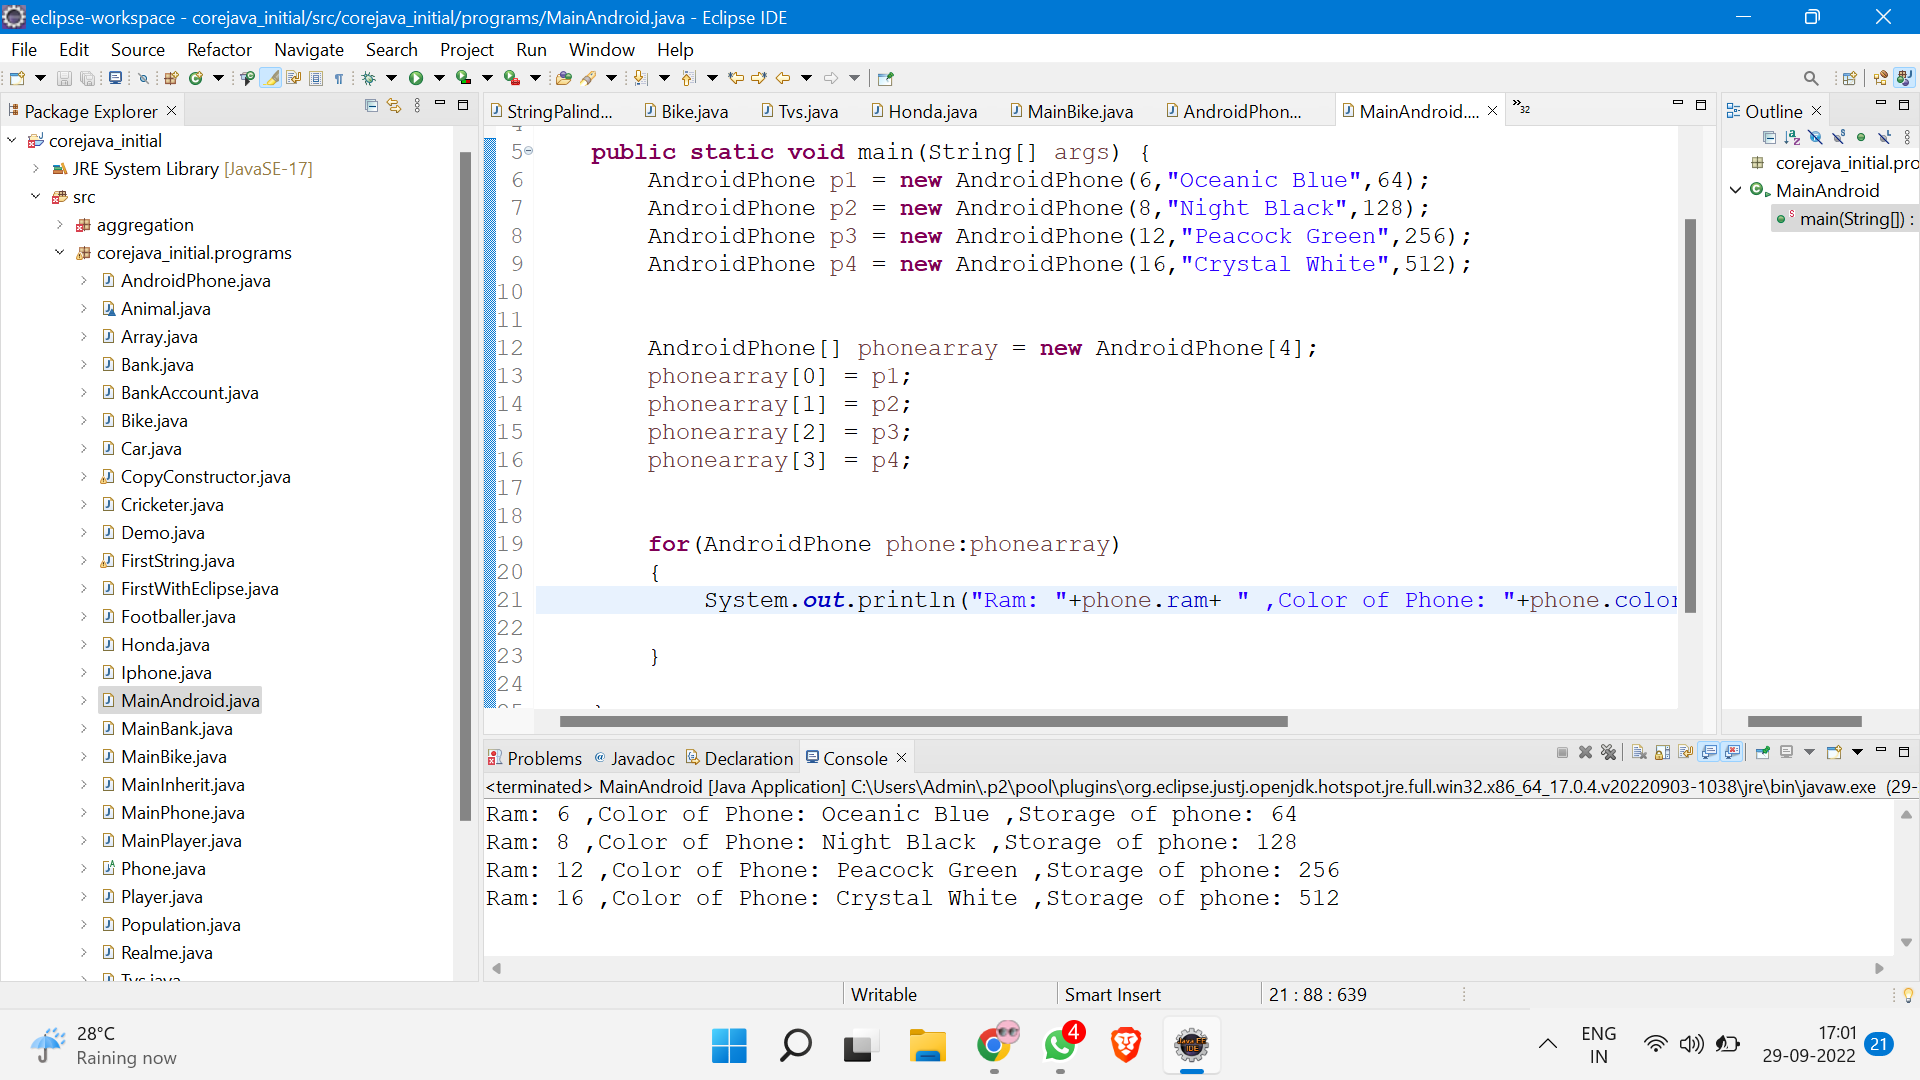 eclipse-workspace - corejava_initial/src/corejava_initial/programs/MainAndroid.java - Eclipse IDE
File Edit Source Refactor Navigate Search Project Run Window Help
Package Explorer
corejava_initial
JRE System Library [JavaSE-17]
src
aggregation
corejava_initial.programs
AndroidPhone.java
Animal.java
Array.java
Bank.java
BankAccount.java
Bike.java
Car.java
CopyConstructor.java
Cricketer.java
Demo.java
FirstString.java
FirstWithEclipse.java
Footballer.java
Honda.java
Iphone.java
MainAndroid.java
MainBank.java
MainBike.java
MainInherit.java
MainPhone.java
MainPlayer.java
Phone.java
Player.java
Population.java
Realme.java
Tvs.java
StringPalind... Bike.java Tvs.java Honda.java MainBike.java AndroidPhon... MainAndroid.... »32
5 public static void main(String[] args) {
6 AndroidPhone p1 = new AndroidPhone(6,"Oceanic Blue",64);
7 AndroidPhone p2 = new AndroidPhone(8,"Night Black",128);
8 AndroidPhone p3 = new AndroidPhone(12,"Peacock Green",256);
9 AndroidPhone p4 = new AndroidPhone(16,"Crystal White",512);
10
11
12 AndroidPhone[] phonearray = new AndroidPhone[4];
13 phonearray[0] = p1;
14 phonearray[1] = p2;
15 phonearray[2] = p3;
16 phonearray[3] = p4;
17
18
19 for(AndroidPhone phone:phonearray)
20 {
21 System.out.println("Ram: "+phone.ram+ " ,Color of Phone: "+phone.color
22
23 }
24
Outline
corejava_initial.pro
MainAndroid
main(String[]) :
Problems Javadoc Declaration Console
<terminated> MainAndroid [Java Application] C:\Users\Admin\.p2\pool\plugins\org.eclipse.justj.openjdk.hotspot.jre.full.win32.x86_64_17.0.4.v20220903-1038\jre\bin\javaw.exe (29-
Ram: 6 ,Color of Phone: Oceanic Blue ,Storage of phone: 64
Ram: 8 ,Color of Phone: Night Black ,Storage of phone: 128
Ram: 12 ,Color of Phone: Peacock Green ,Storage of phone: 256
Ram: 16 ,Color of Phone: Crystal White ,Storage of phone: 512
Writable Smart Insert 21 : 88 : 639
28°C
Raining now
4
ENG
IN
17:01
29-09-2022
21